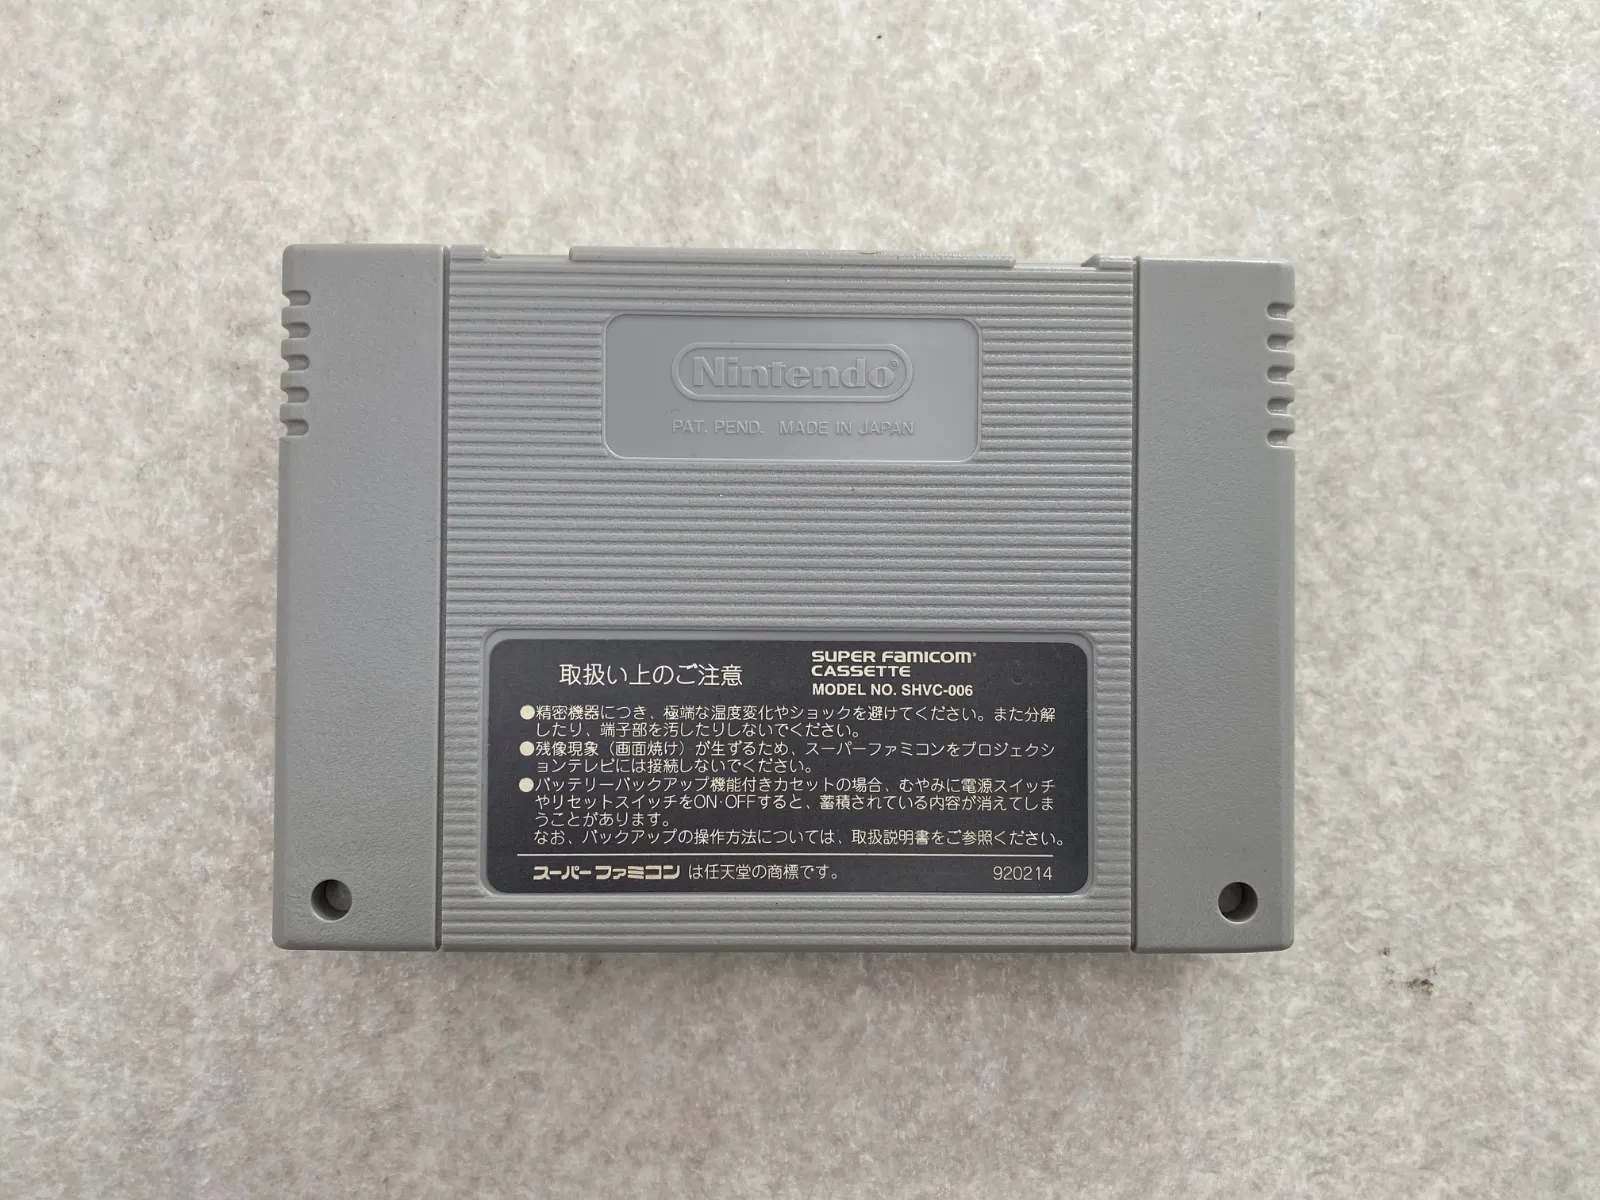 Nintendo®
PAT. PEND. MADE IN JAPAN
取扱い上のご注意
SUPER FAMICOM®
CASSETTE
MODEL NO. SHVC-006
●精密機器につき、極端な温度変化やショックを避けてください。また分解
したり、端子部を汚したりしないでください。
●残像現象（画面焼け）が生ずるため、スーパーファミコンをプロジェクシ
ョンテレビには接続しないでください。
●バッテリーバックアップ機能付きカセットの場合、むやみに電源スイッチ
やリセットスイッチをON·OFFすると、蓄積されている内容が消えてしま
うことがあります。
なお、バックアップの操作方法については、取扱説明書をご参照ください。
スーパーファミコン は任天堂の商標です。
920214